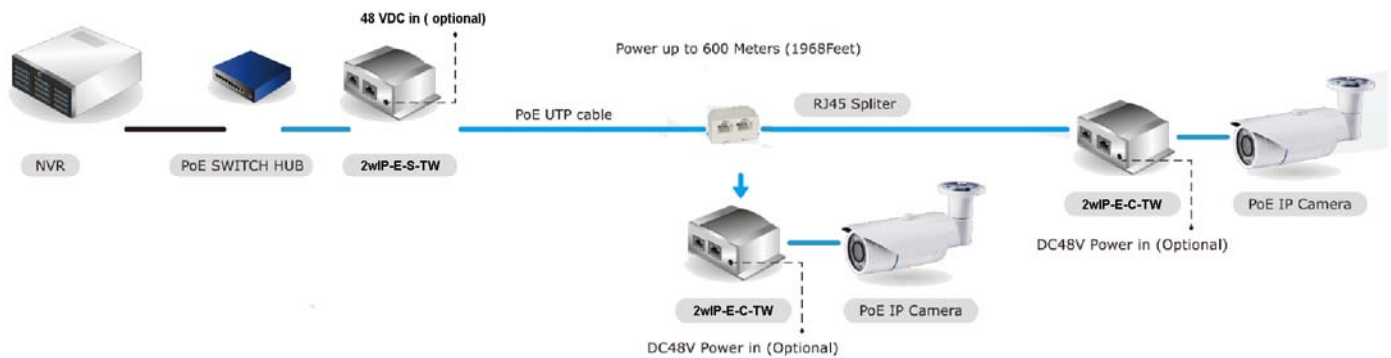 48 VDC in ( optional)
Power up to 600 Meters (1968Feet)
PoE UTP cable
RJ45 Spliter
NVR
PoE SWITCH HUB
2wIP-E-S-TW
2wIP-E-C-TW
PoE IP Camera
DC48V Power in (Optional)
2wIP-E-C-TW
PoE IP Camera
DC48V Power in (Optional)